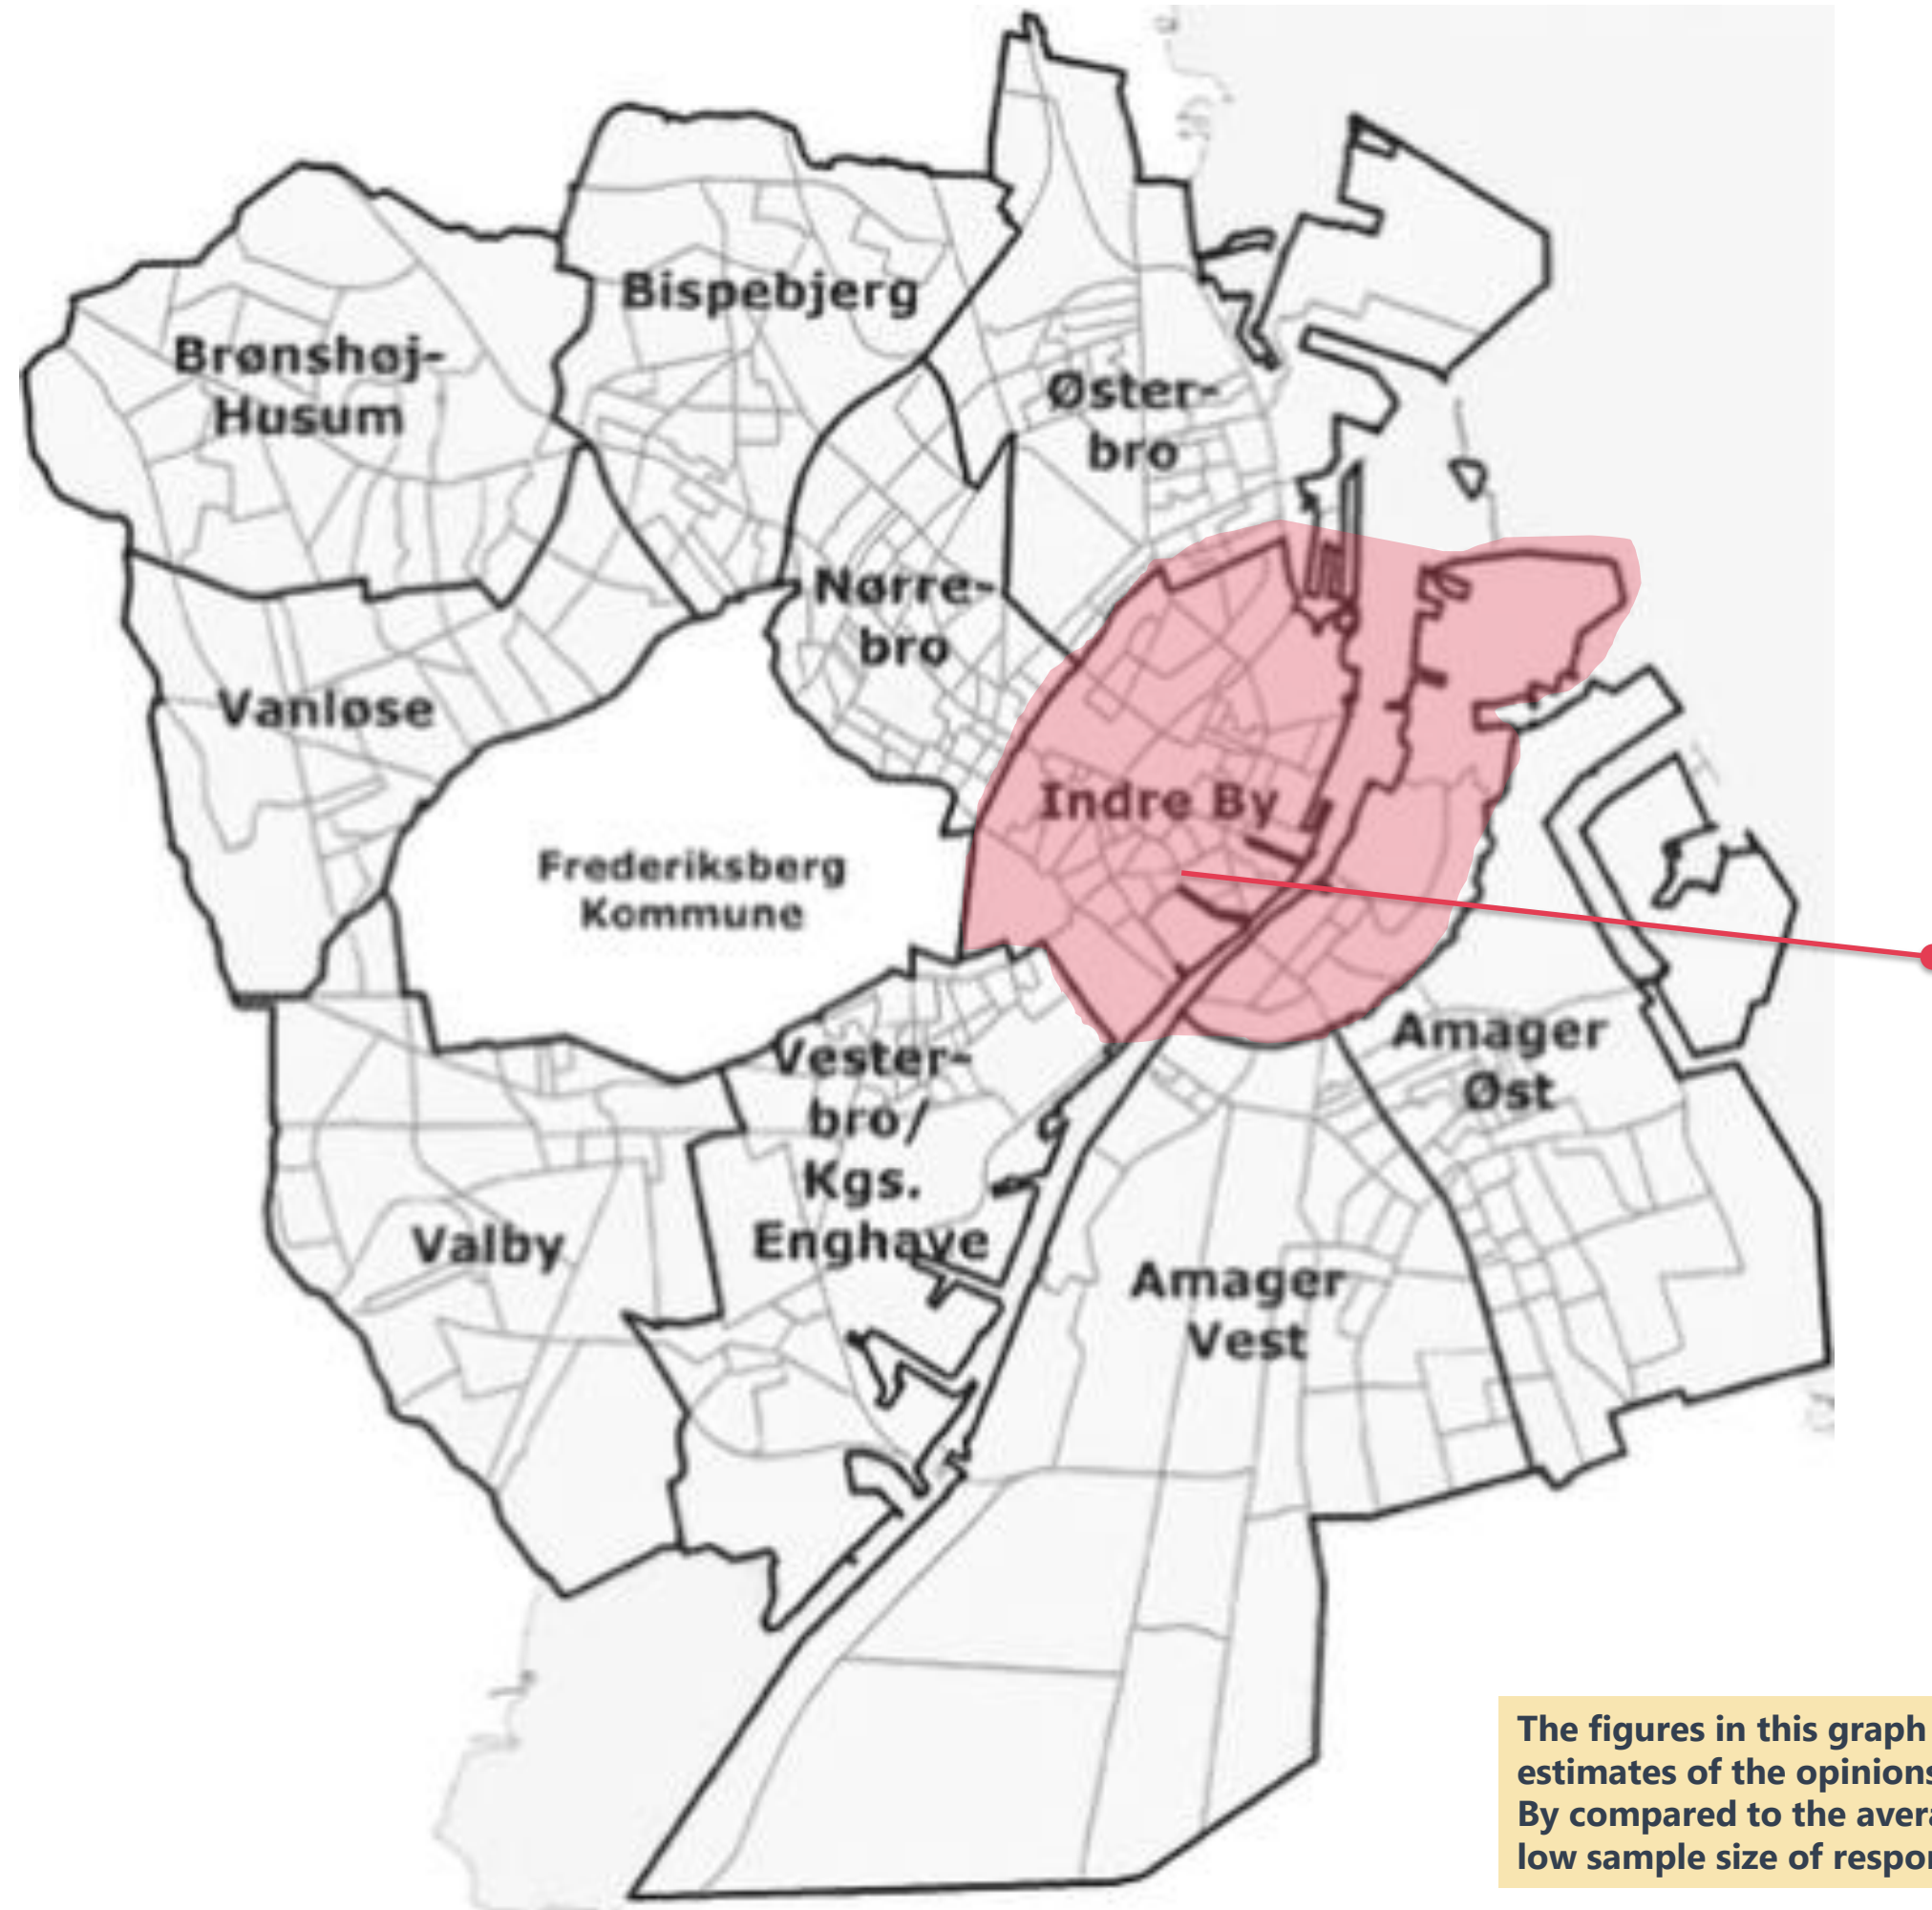 Bispebjerg
Brønshøj-
Husum
Øster-
bro
Nørre-
bro
Vanløse
Indre By
Frederiksberg
Kommune
Amager
Øst
Vester-
bro/
Kgs.
Enghave
Valby
Amager
Vest
The figures in this graph
estimates of the opinions
By compared to the avera
low sample size of respon